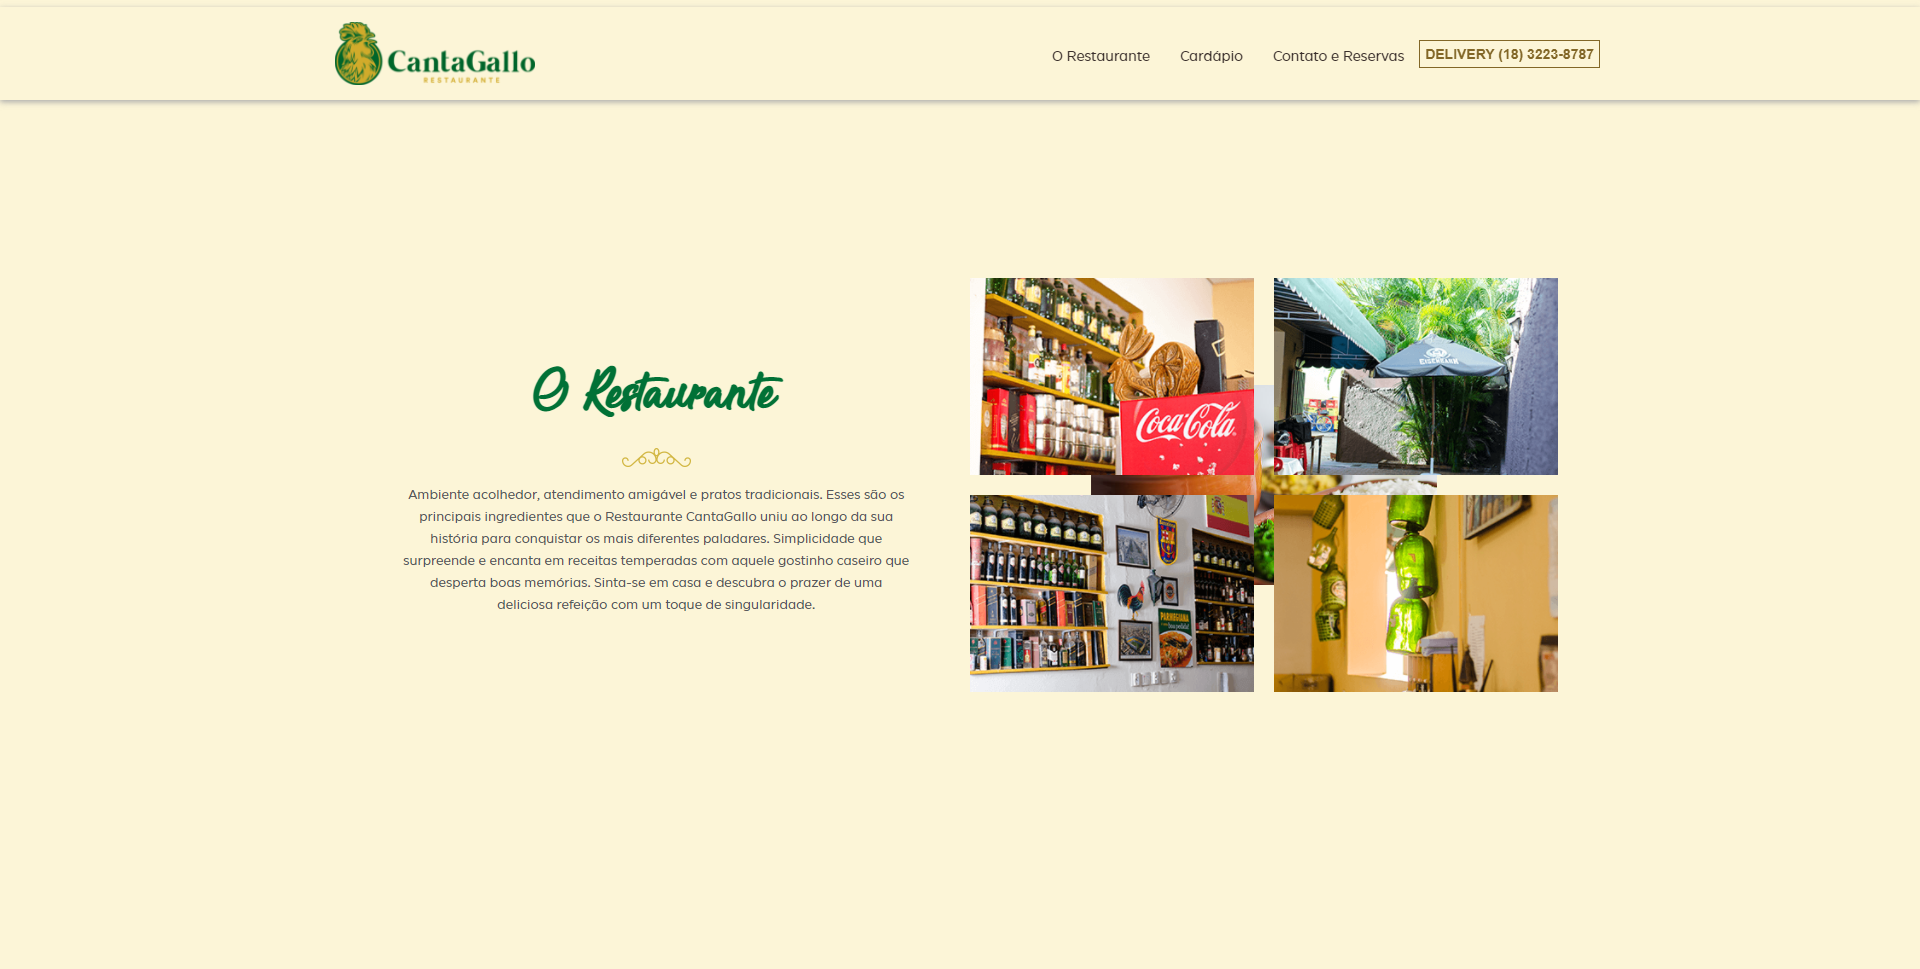 CantaGallo
RESTAURANTE
O Restaurante
Cardápio
Contato e Reservas
DELIVERY (18) 3223-8787
O Restaurante
Ambiente acolhedor, atendimento amigável e pratos tradicionais. Esses são os
principais ingredientes que o Restaurante CantaGallo uniu ao longo da sua
história para conquistar os mais diferentes paladares. Simplicidade que
surpreende e encanta em receitas temperadas com aquele gostinho caseiro que
desperta boas memórias. Sinta-se em casa e descubra o prazer de uma
deliciosa refeição com um toque de singularidade.
Coca-Cola
EISENBAHN
PARMEGIANA